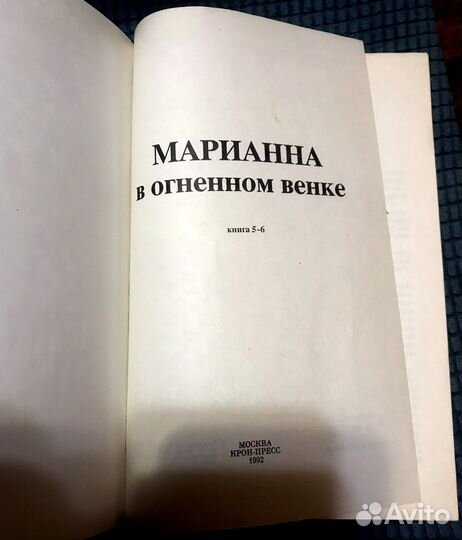 МАРИАННА
в огненном венке
книга 5-6
МОСКВА
КРОН-ПРЕСС
1992
Avito